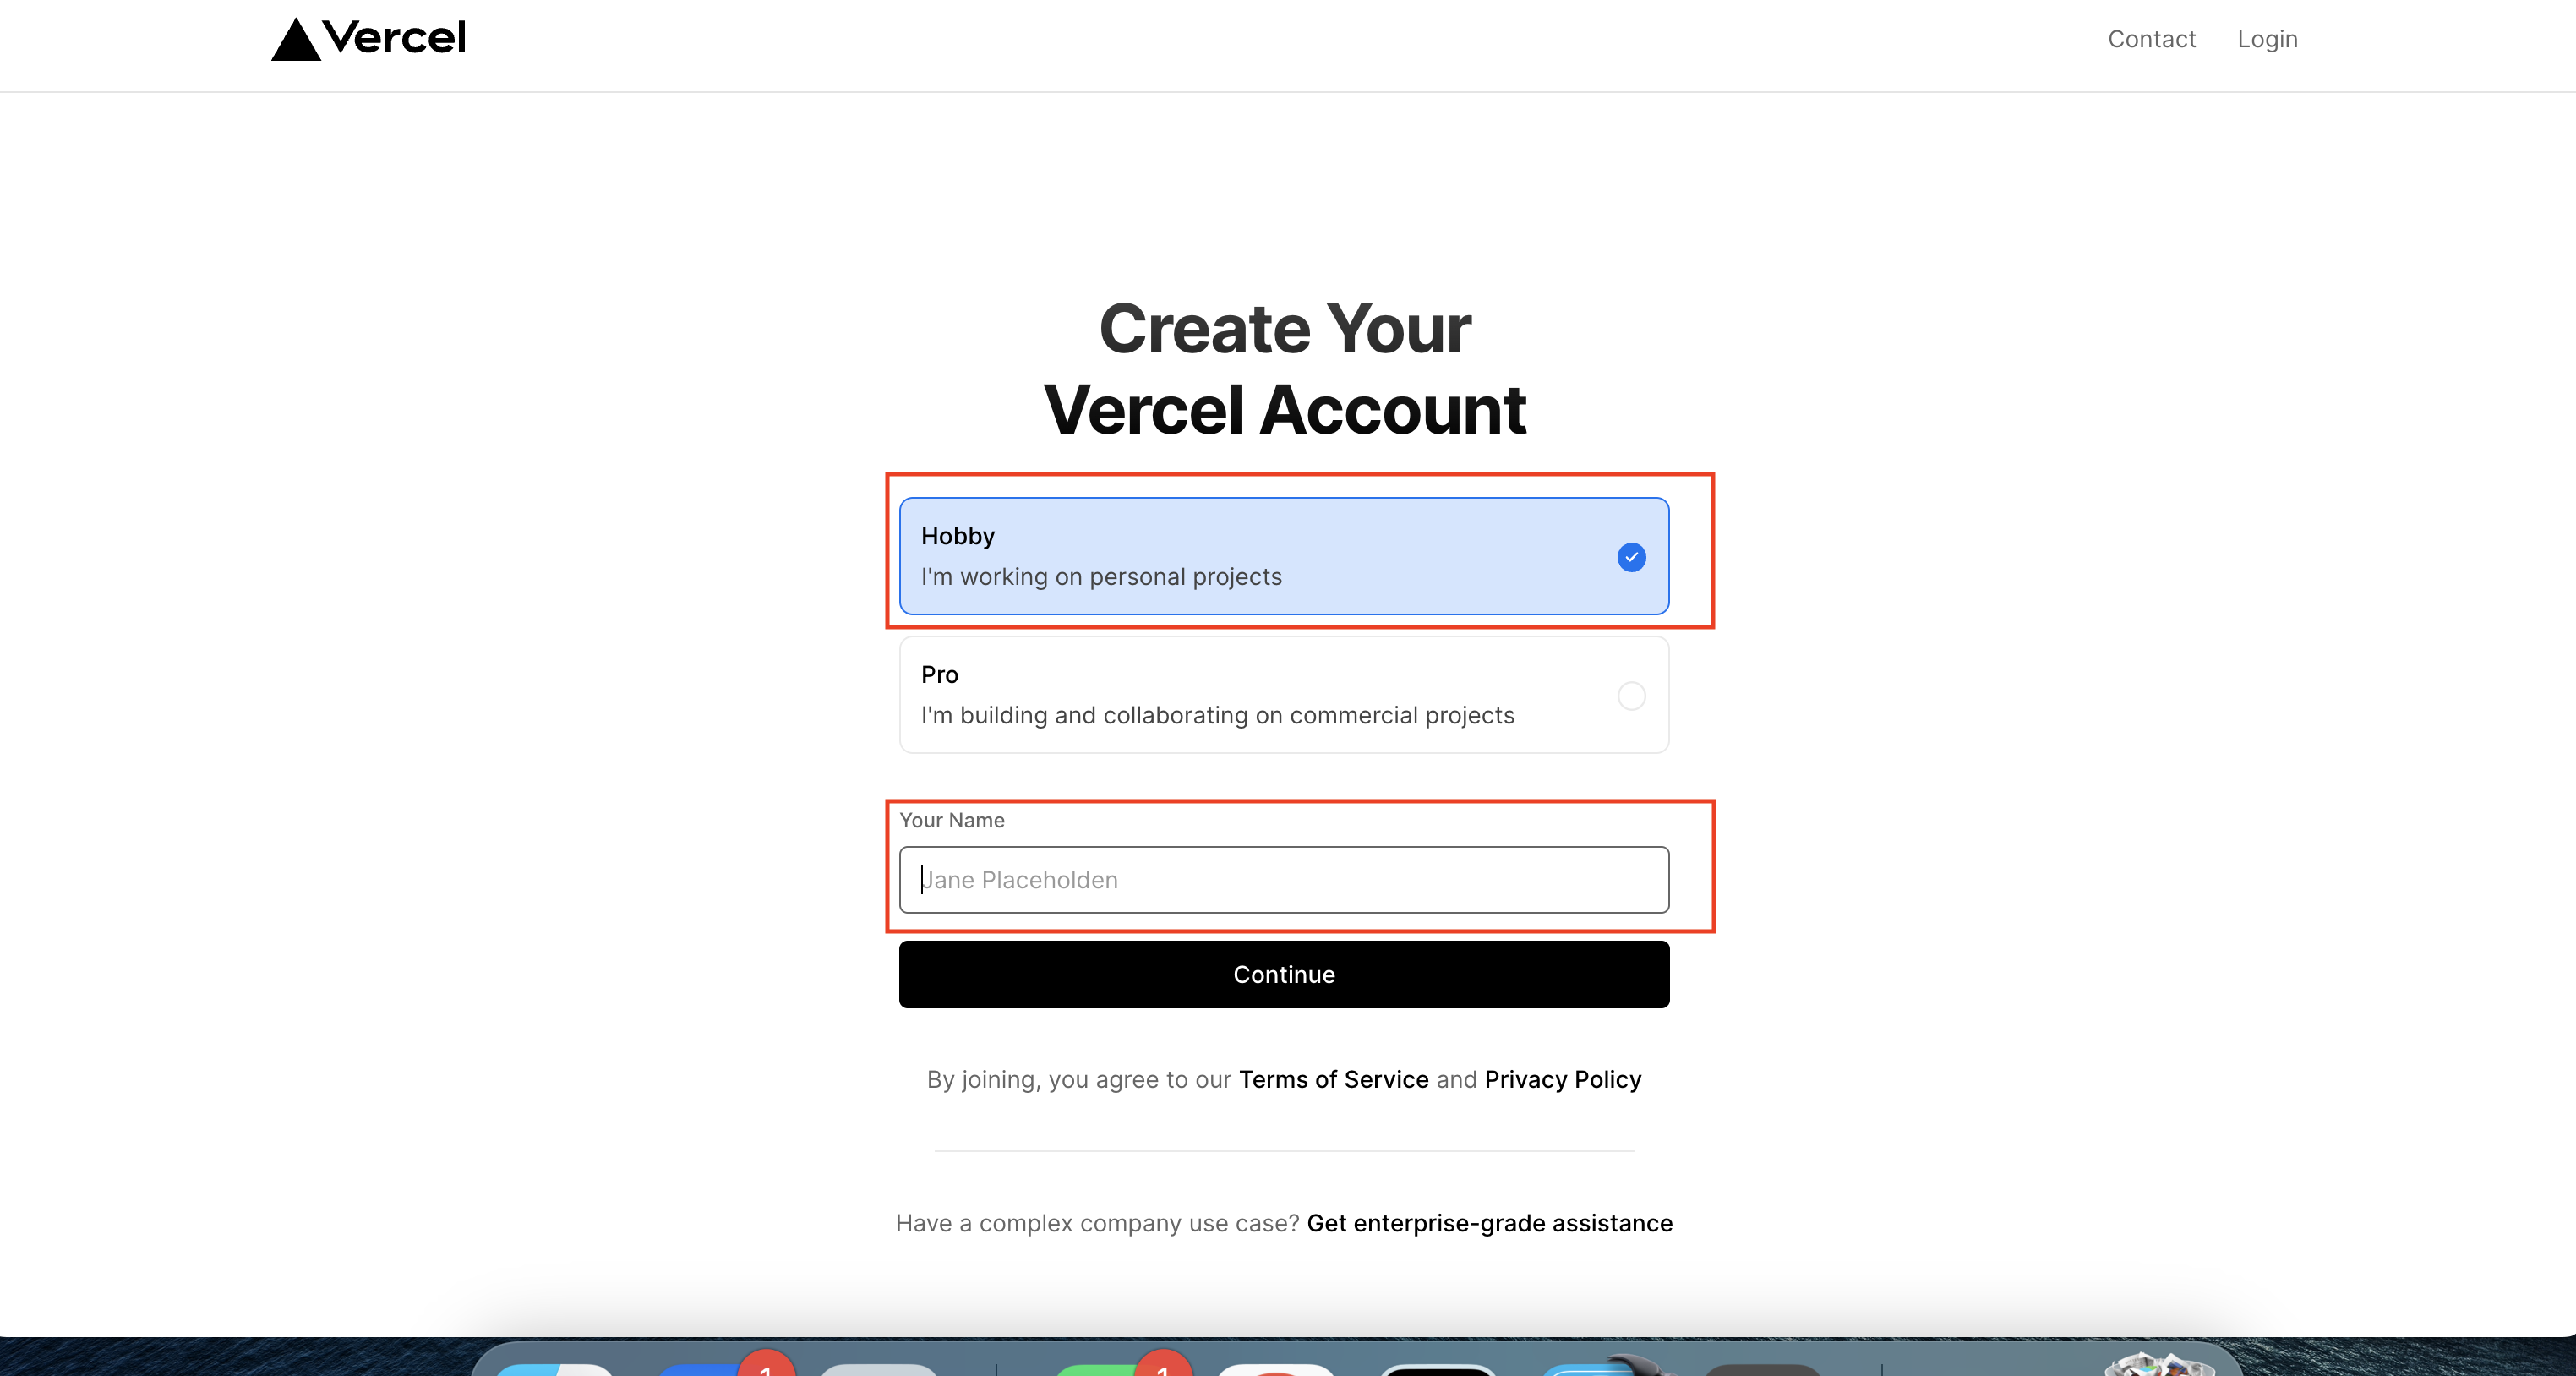 Vercel
Contact
Login
Create Your
Vercel Account
Hobby
I'm working on personal projects
Pro
I'm building and collaborating on commercial projects
Your Name
Jane Placeholden
Continue
By joining, you agree to our Terms of Service and Privacy Policy
Have a complex company use case? Get enterprise-grade assistance
1
1